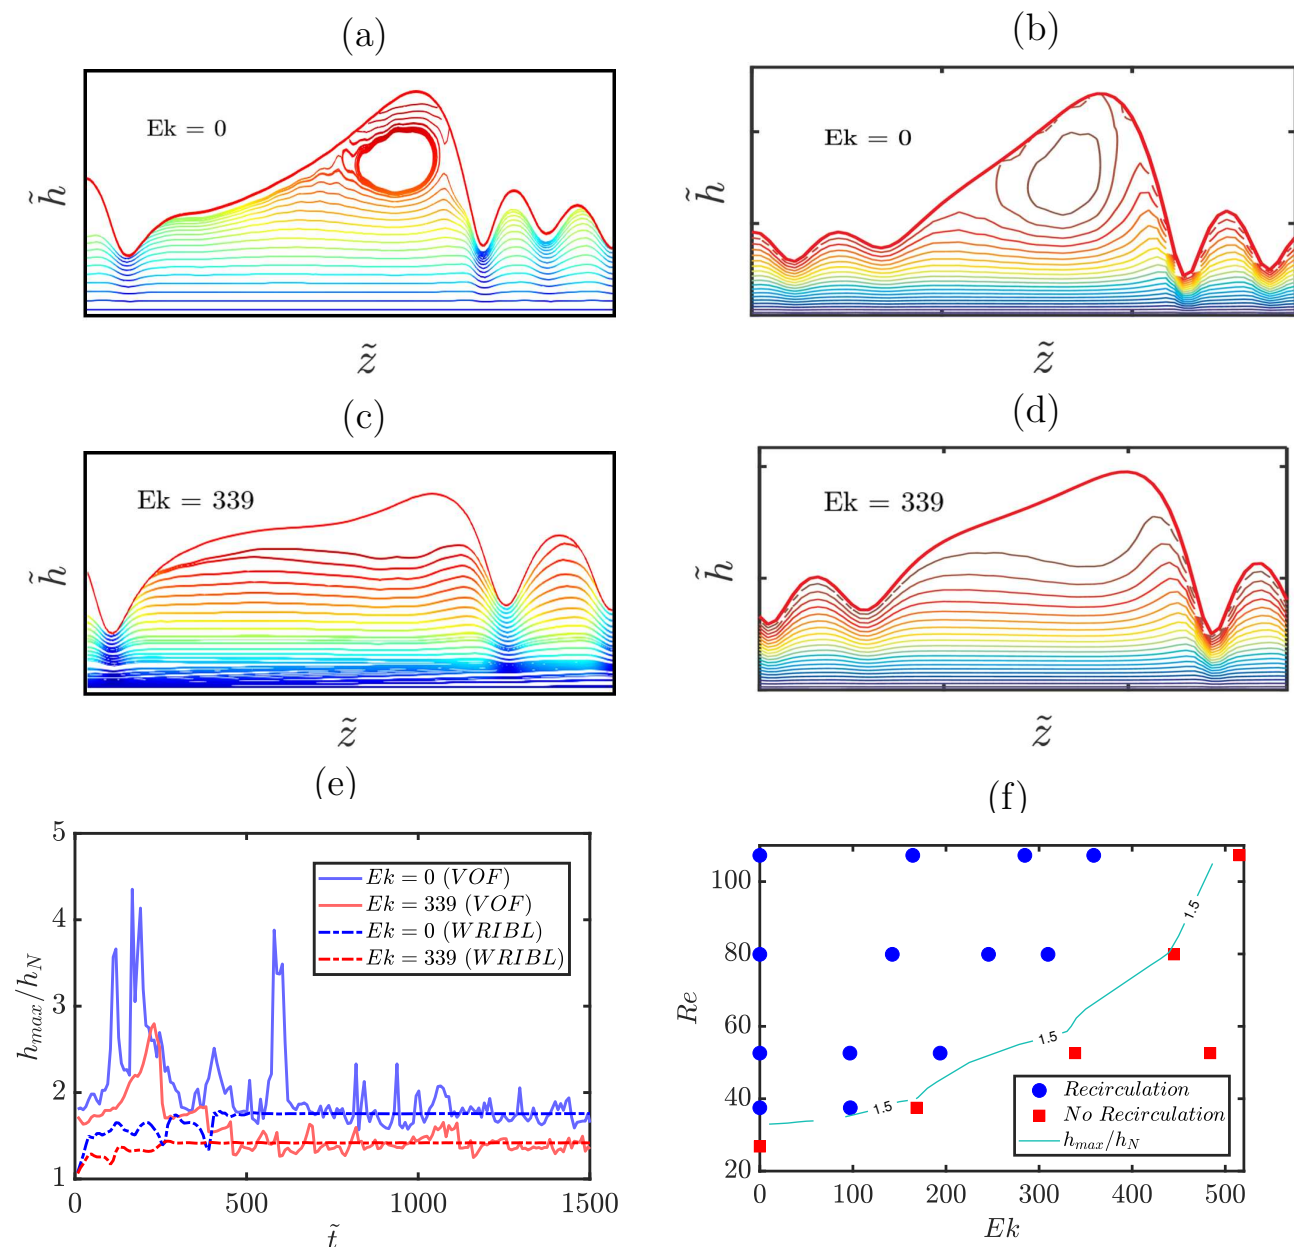 (a)
Ek = 0
h̃
z̃
(b)
Ek = 0
h̃
z̃
(c)
Ek = 339
h̃
z̃
(d)
Ek = 339
h̃
z̃
(e)
5
4
3
2
1
h_max/h_N
Ek = 0 (VOF)
Ek = 339 (VOF)
Ek = 0 (WRIBL)
Ek = 339 (WRIBL)
0 500 1000 1500
t̃
(f)
100
80
60
40
20
Re
1.5
1.5
1.5
Recirculation
No Recirculation
h_max/h_N
0 100 200 300 400 500
Ek